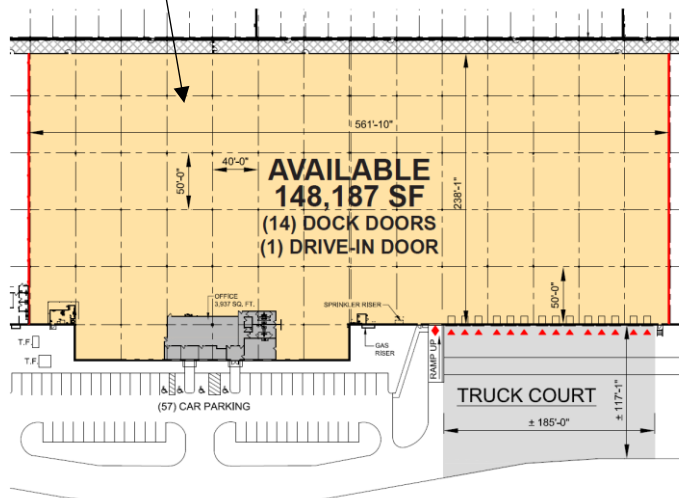 561'-10"
238'-1"
40'-0"
50'-0"
AVAILABLE
148,187 SF
(14) DOCK DOORS
(1) DRIVE-IN DOOR
50'-0"
OFFICE
3,937 SQ. FT.
SPRINKLER RISER
GAS
RISER
T.F.
T.F.
RAMP UP
(57) CAR PARKING
TRUCK COURT
± 185'-0"
± 117'-1"